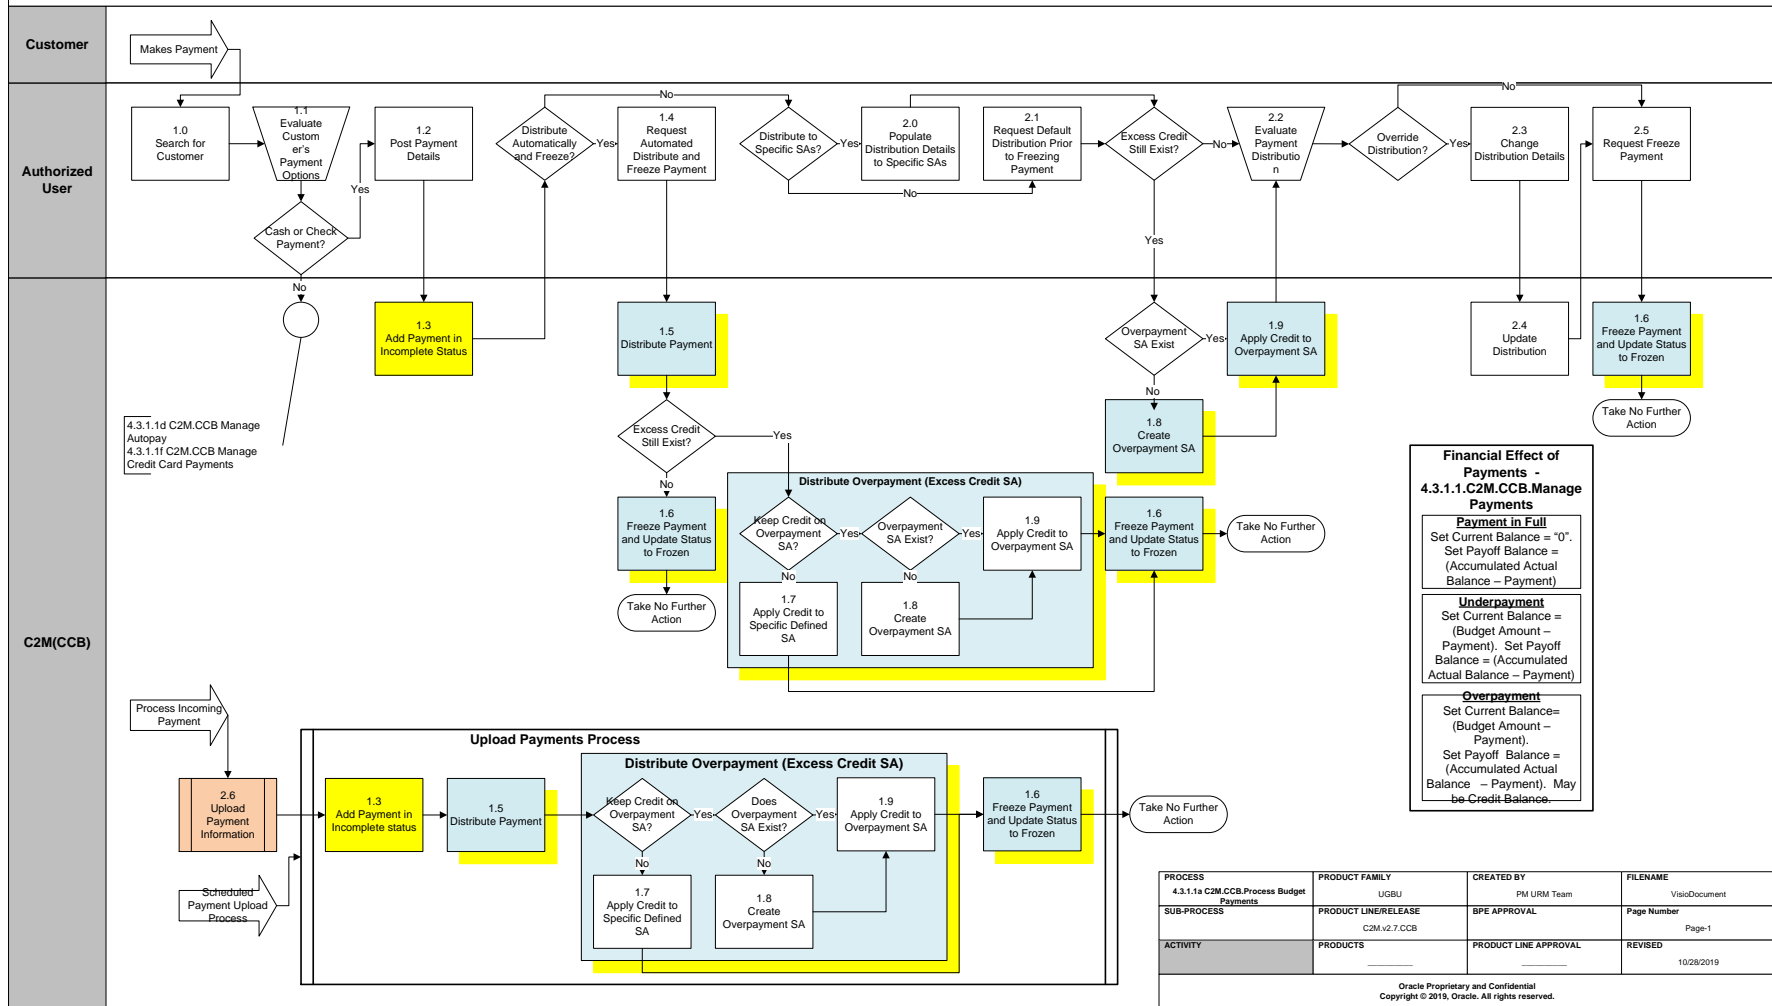 Customer
Makes Payment
Authorized
User
1.0
Search for
Customer
1.1
Evaluate
Custom
er's
Payment
Options
Cash or Check
Payment?
Yes
No
1.2
Post Payment
Details
Distribute
Automatically
and Freeze?
No
Yes
1.4
Request
Automated
Distribute and
Freeze Payment
Distribute to
Specific SAs?
Yes
No
2.0
Populate
Distribution Details
to Specific SAs
2.1
Request Default
Distribution Prior
to Freezing
Payment
Excess Credit
Still Exist?
No
Yes
2.2
Evaluate
Payment
Distributio
n
Override
Distribution?
No
Yes
2.3
Change
Distribution Details
2.5
Request Freeze
Payment
C2M(CCB)
4.3.1.1d C2M.CCB Manage
Autopay
4.3.1.1f C2M.CCB Manage
Credit Card Payments
1.3
Add Payment in
Incomplete Status
1.5
Distribute Payment
Excess Credit
Still Exist?
Yes
No
1.6
Freeze Payment
and Update Status
to Frozen
Take No Further
Action
Distribute Overpayment (Excess Credit SA)
Keep Credit on
Overpayment
SA?
Yes
No
Overpayment
SA Exist?
Yes
No
1.9
Apply Credit to
Overpayment SA
1.7
Apply Credit to
Specific Defined
SA
1.8
Create
Overpayment SA
1.6
Freeze Payment
and Update Status
to Frozen
Take No Further
Action
Overpayment
SA Exist
Yes
No
1.9
Apply Credit to
Overpayment SA
1.8
Create
Overpayment SA
2.4
Update
Distribution
1.6
Freeze Payment
and Update Status
to Frozen
Take No Further
Action
Financial Effect of
Payments -
4.3.1.1.C2M.CCB.Manage
Payments
Payment in Full
Set Current Balance = “0”.
Set Payoff Balance =
(Accumulated Actual
Balance – Payment)
Underpayment
Set Current Balance =
(Budget Amount –
Payment). Set Payoff
Balance = (Accumulated
Actual Balance – Payment)
Overpayment
Set Current Balance=
(Budget Amount –
Payment).
Set Payoff Balance =
(Accumulated Actual
Balance – Payment). May
be Credit Balance.
Process Incoming
Payment
2.6
Upload
Payment
Information
Scheduled
Payment Upload
Process
Upload Payments Process
1.3
Add Payment in
Incomplete status
1.5
Distribute Payment
Distribute Overpayment (Excess Credit SA)
Keep Credit on
Overpayment
SA?
Yes
No
Does
Overpayment
SA Exist?
Yes
No
1.9
Apply Credit to
Overpayment SA
1.7
Apply Credit to
Specific Defined
SA
1.8
Create
Overpayment SA
1.6
Freeze Payment
and Update Status
to Frozen
Take No Further
Action
PROCESS
4.3.1.1a C2M.CCB.Process Budget
Payments
PRODUCT FAMILY
UGBU
CREATED BY
PM URM Team
FILENAME
VisioDocument
SUB-PROCESS
PRODUCT LINE/RELEASE
C2M.v2.7.CCB
BPE APPROVAL
Page Number
Page-1
ACTIVITY
PRODUCTS
PRODUCT LINE APPROVAL
REVISED
10/28/2019
Oracle Proprietary and Confidential
Copyright © 2019, Oracle. All rights reserved.